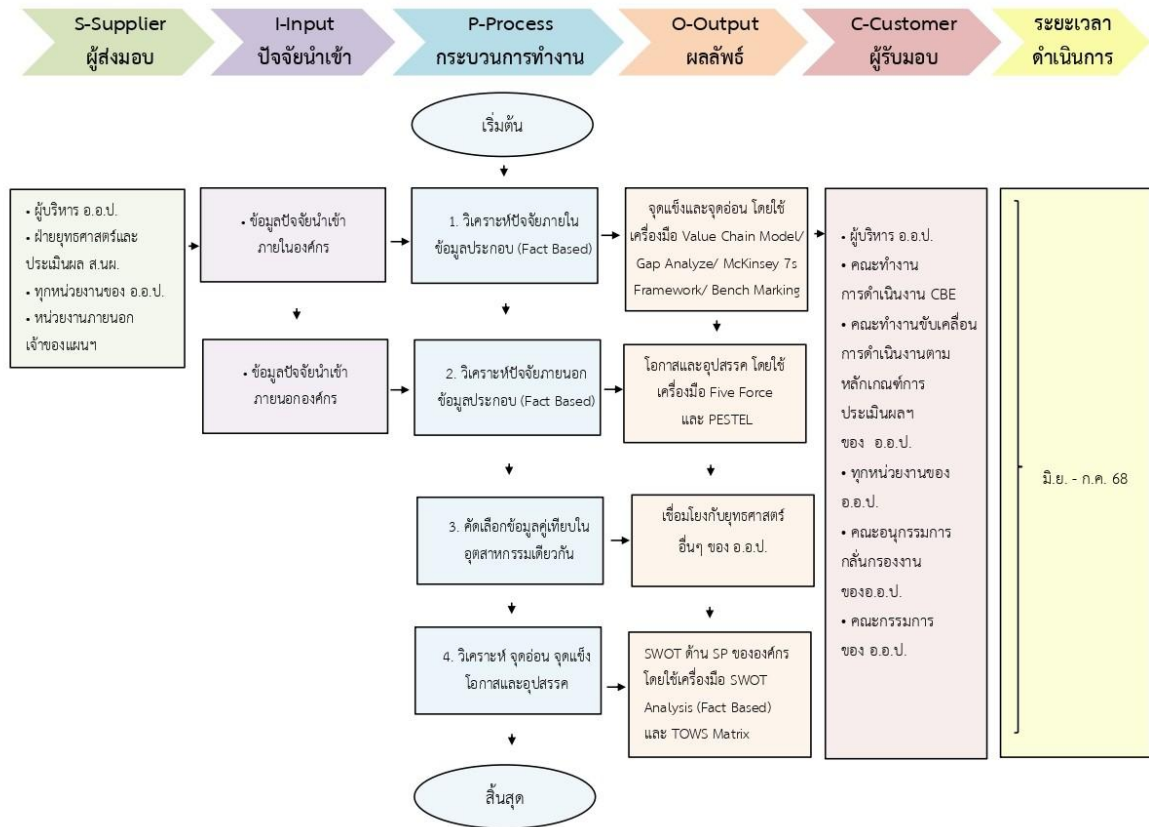 S-Supplier
ผู้ส่งมอบ
I-Input
ปัจจัยนำเข้า
P-Process
กระบวนการทำงาน
O-Output
ผลลัพธ์
C-Customer
ผู้รับมอบ
ระยะเวลา
ดำเนินการ
เริ่มต้น
• ผู้บริหาร อ.อ.ป.
• ฝ่ายยุทธศาสตร์และ
ประเมินผล ส.นผ.
• ทุกหน่วยงานของ อ.อ.ป.
• หน่วยงานภายนอก
เจ้าของแผนฯ
• ข้อมูลปัจจัยนำเข้า
ภายในองค์กร
1. วิเคราะห์ปัจจัยภายใน
ข้อมูลประกอบ (Fact Based)
จุดแข็งและจุดอ่อน โดยใช้
เครื่องมือ Value Chain Model/
Gap Analyze/ McKinsey 7s
Framework/ Bench Marking
• ข้อมูลปัจจัยนำเข้า
ภายนอกองค์กร
2. วิเคราะห์ปัจจัยภายนอก
ข้อมูลประกอบ (Fact Based)
โอกาสและอุปสรรค โดยใช้
เครื่องมือ Five Force
และ PESTEL
3. คัดเลือกข้อมูลคู่เทียบใน
อุตสาหกรรมเดียวกัน
เชื่อมโยงกับยุทธศาสตร์
อื่นๆ ของ อ.อ.ป.
4. วิเคราะห์ จุดอ่อน จุดแข็ง
โอกาสและอุปสรรค
SWOT ด้าน SP ขององค์กร
โดยใช้เครื่องมือ SWOT
Analysis (Fact Based)
และ TOWS Matrix
• ผู้บริหาร อ.อ.ป.
• คณะทำงาน
การดำเนินงาน CBE
• คณะทำงานขับเคลื่อน
การดำเนินงานตาม
หลักเกณฑ์การ
ประเมินผลฯ
ของ อ.อ.ป.
• ทุกหน่วยงานของ
อ.อ.ป.
• คณะอนุกรรมการ
กลั่นกรองงาน
ของอ.อ.ป.
• คณะกรรมการ
ของ อ.อ.ป.
มิ.ย. - ก.ค. 68
สิ้นสุด